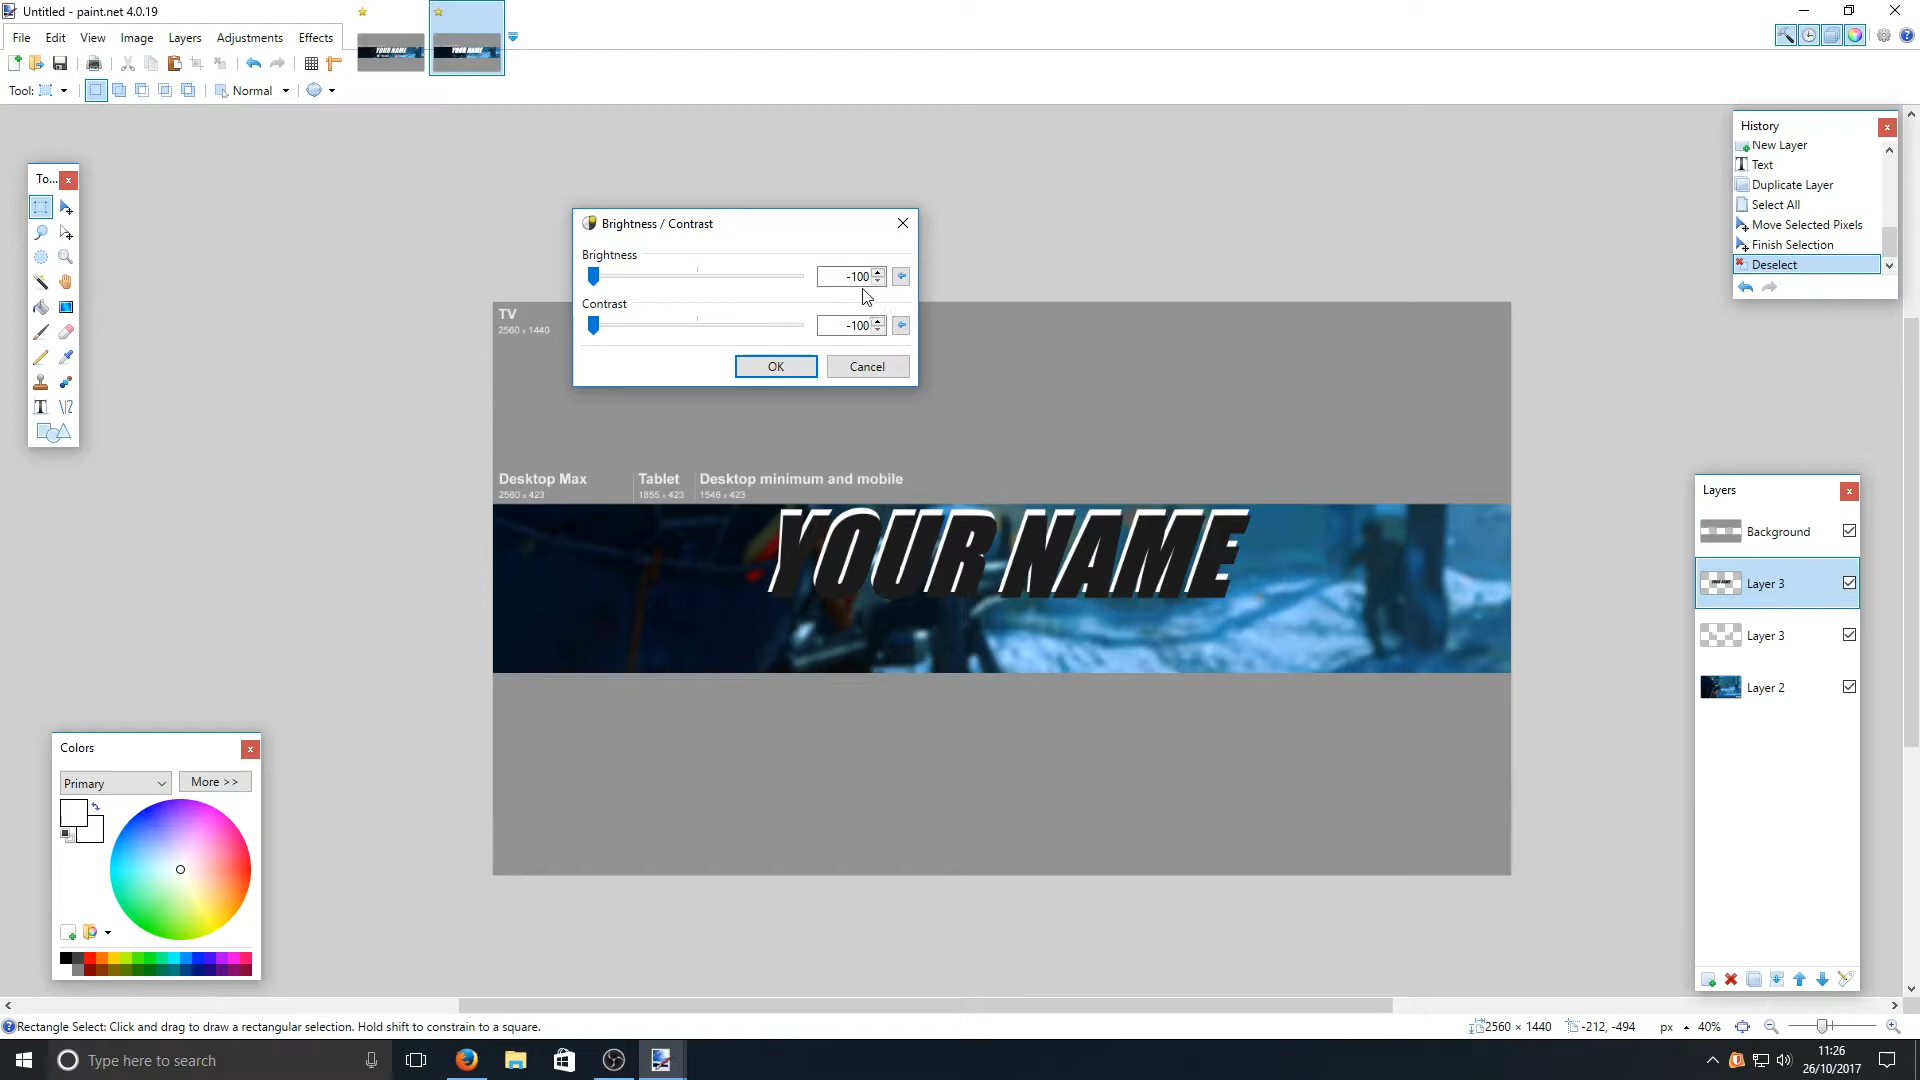 Untitled - paint.net 4.0.19
File Edit View Image Layers Adjustments Effects
Tool: Normal
To...
Brightness / Contrast
Brightness
-100
Contrast
-100
OK Cancel
TV
2560 x 1440
Desktop Max Tablet Desktop minimum and mobile
2560 x 423 1855 x 423 1546 x 423
YOUR NAME
History
New Layer
Text
Duplicate Layer
Select All
Move Selected Pixels
Finish Selection
Deselect
Layers
Background
Layer 3
Layer 3
Layer 2
Colors
Primary More >>
Rectangle Select: Click and drag to draw a rectangular selection. Hold shift to constrain to a square.
2560 × 1440 -212, -494 px 40%
Type here to search
11:26
26/10/2017